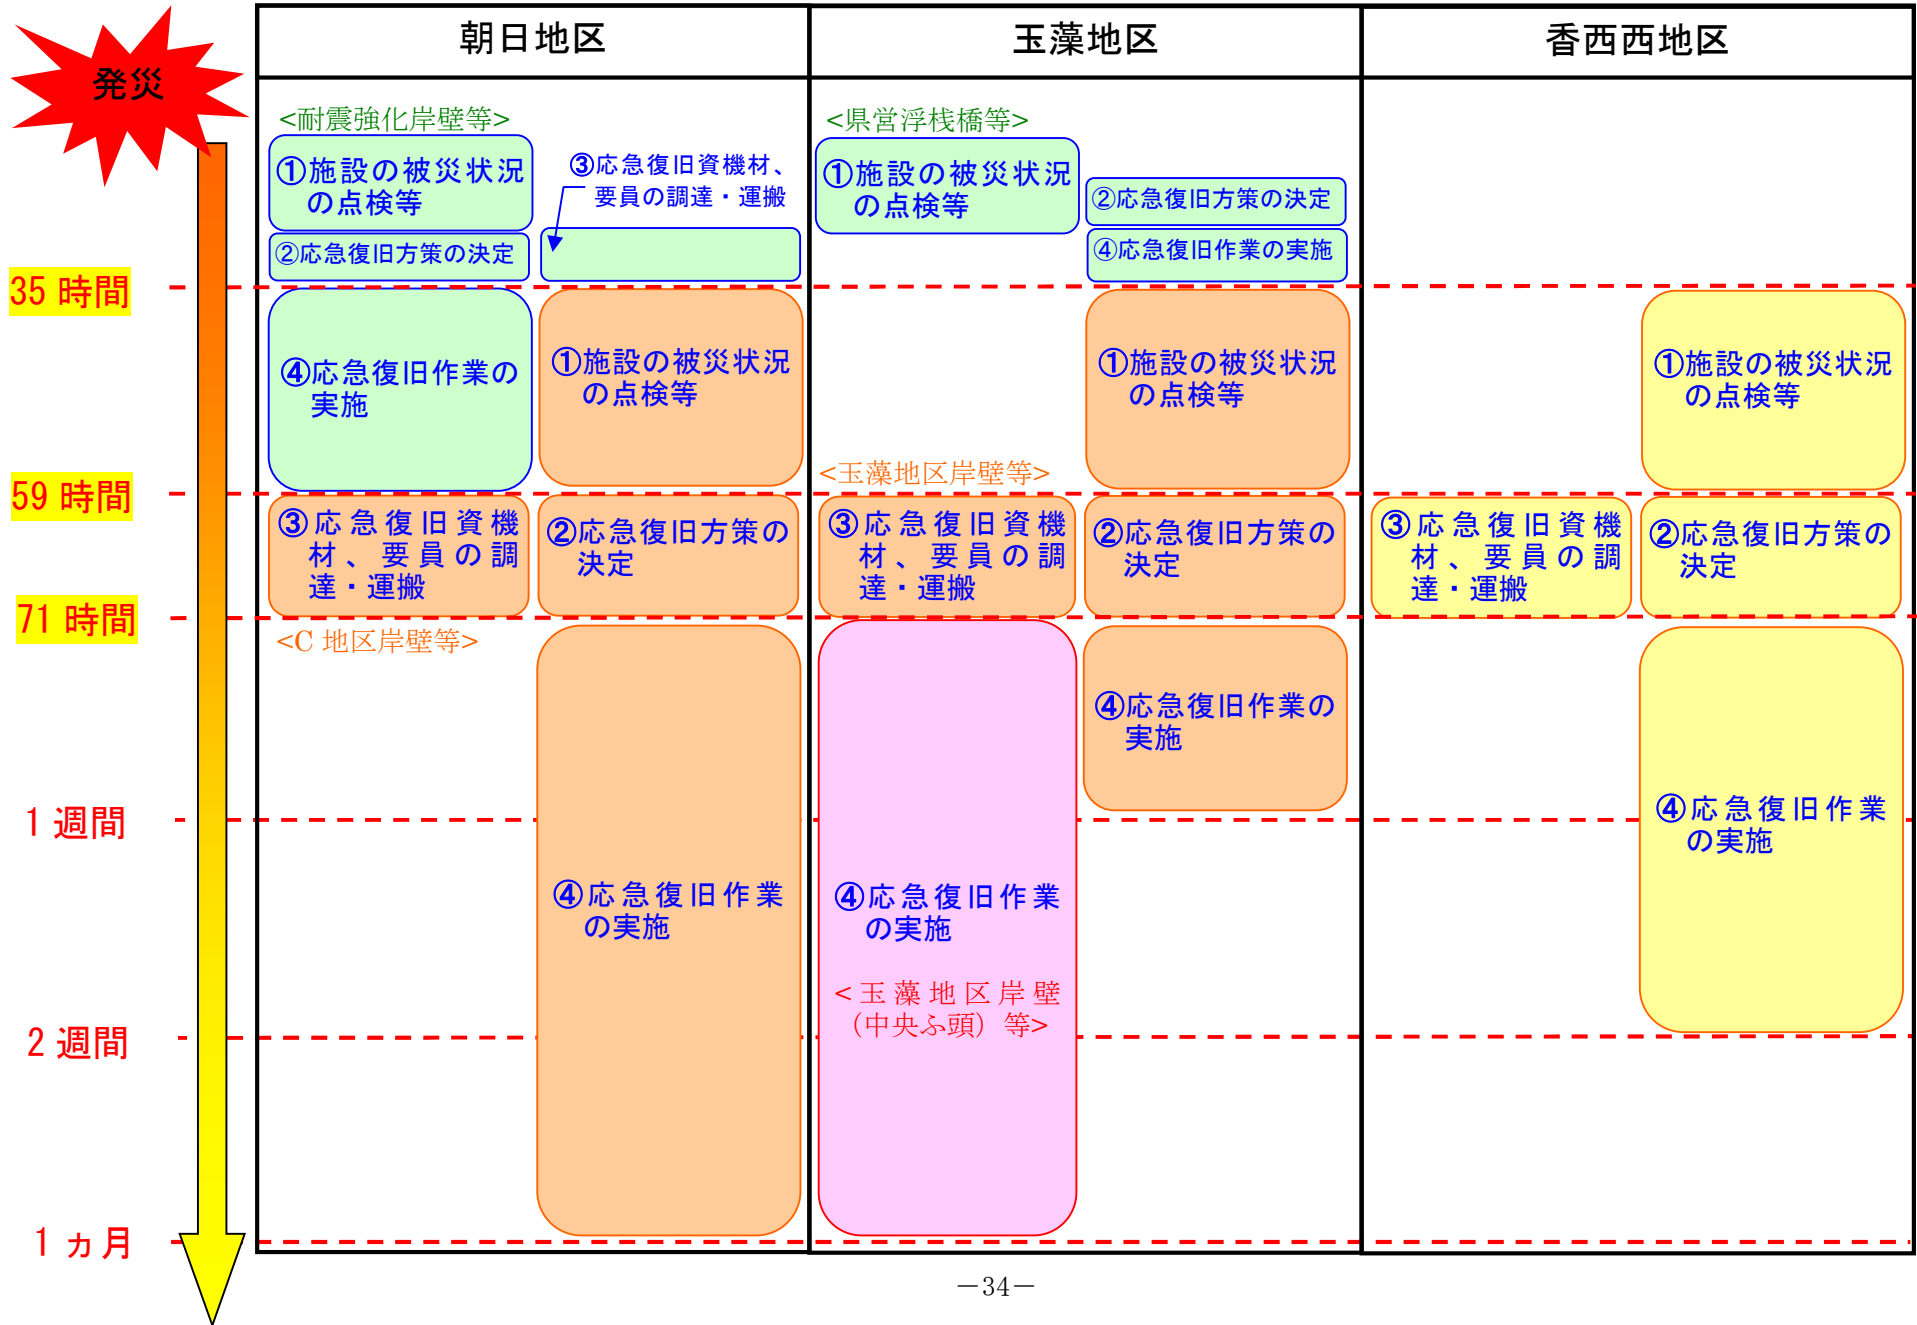 発災
朝日地区
玉藻地区
香西西地区
<耐震強化岸壁等>
①施設の被災状況
の点検等
②応急復旧方策の決定
③応急復旧資機材、
要員の調達・運搬
<県営浮桟橋等>
①施設の被災状況
の点検等
②応急復旧方策の決定
④応急復旧作業の実施
35 時間
④応急復旧作業の
実施
①施設の被災状況
の点検等
①施設の被災状況
の点検等
①施設の被災状況
の点検等
<玉藻地区岸壁等>
59 時間
③応急復旧資機
材、要員の調
達・運搬
②応急復旧方策の
決定
③応急復旧資機
材、要員の調
達・運搬
②応急復旧方策の
決定
③応急復旧資機
材、要員の調
達・運搬
②応急復旧方策の
決定
71 時間
<C 地区岸壁等>
④応急復旧作業
の実施
④応急復旧作業
の実施
<玉藻地区岸壁
（中央ふ頭）等>
④応急復旧作業の
実施
④応急復旧作業
の実施
1 週間
2 週間
1 ヵ月
－34－